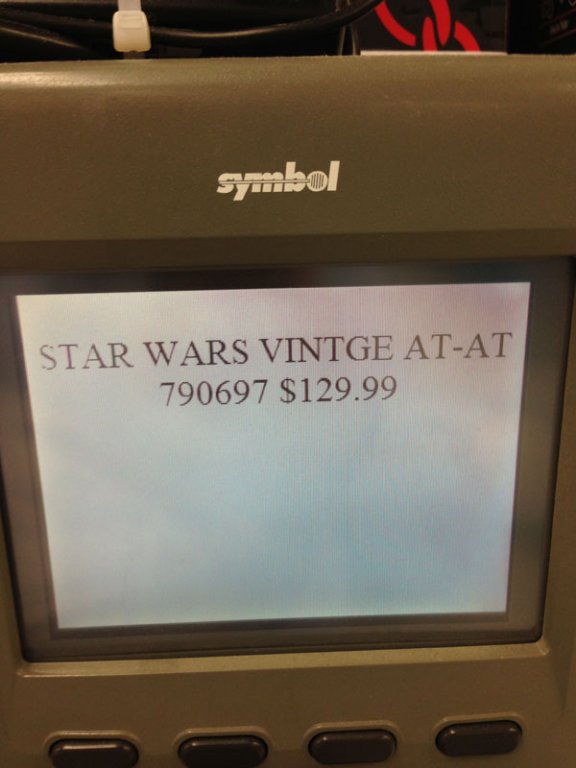 symbol
STAR WARS VINTGE AT-AT
790697 $129.99